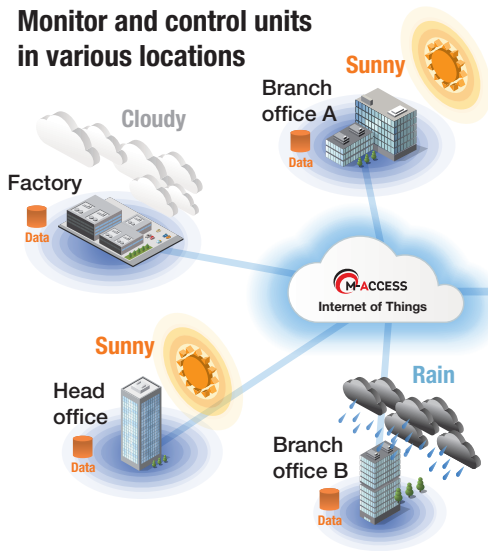 Monitor and control units
in various locations
Sunny
Branch
office A
Data
Cloudy
Factory
Data
M-ACCESS
Internet of Things
Sunny
Head
office
Data
Rain
Branch
office B
Data